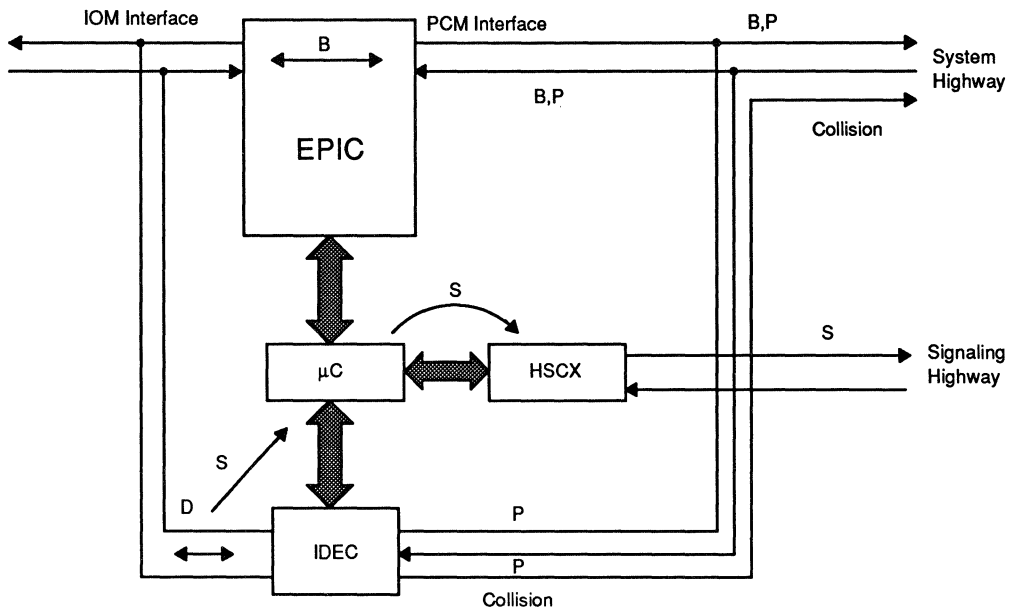 IOM Interface
PCM Interface
B,P
B
System
Highway
B,P
Collision
EPIC
S
S
µC
HSCX
Signaling
Highway
S
D
P
IDEC
P
Collision